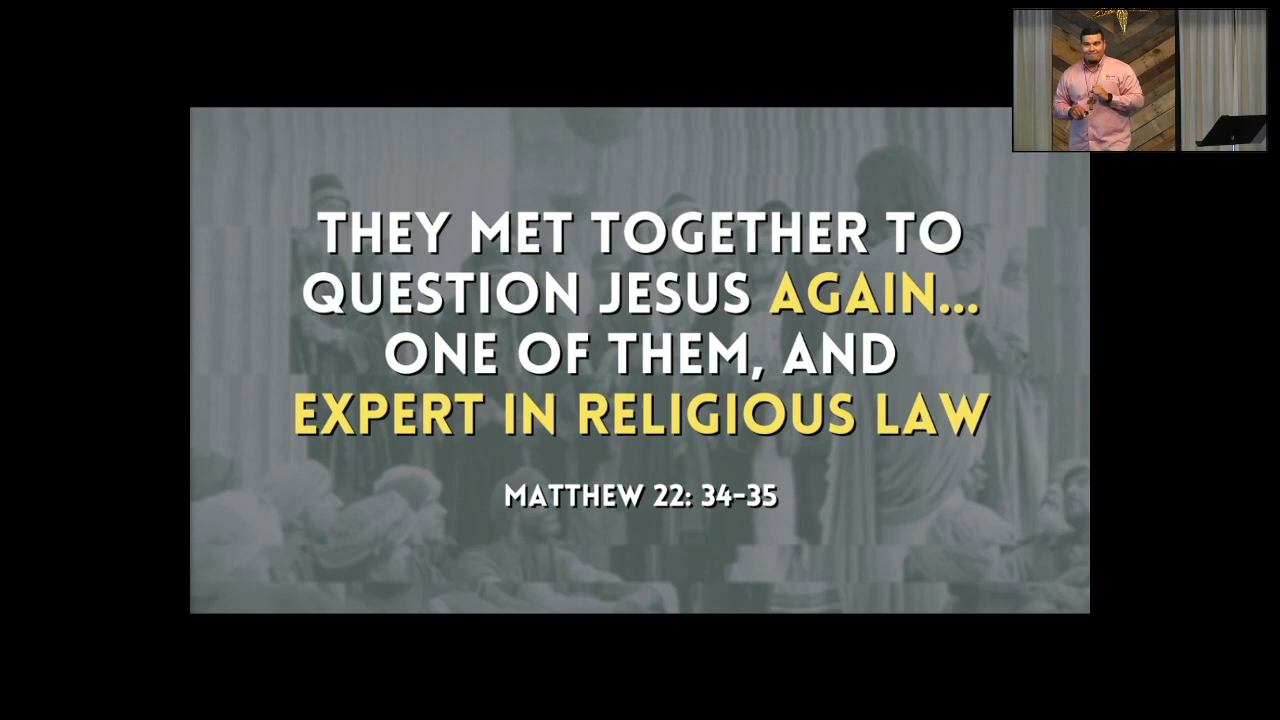 THEY MET TOGETHER TO
QUESTION JESUS AGAIN...
ONE OF THEM, AND
EXPERT IN RELIGIOUS LAW
MATTHEW 22: 34-35